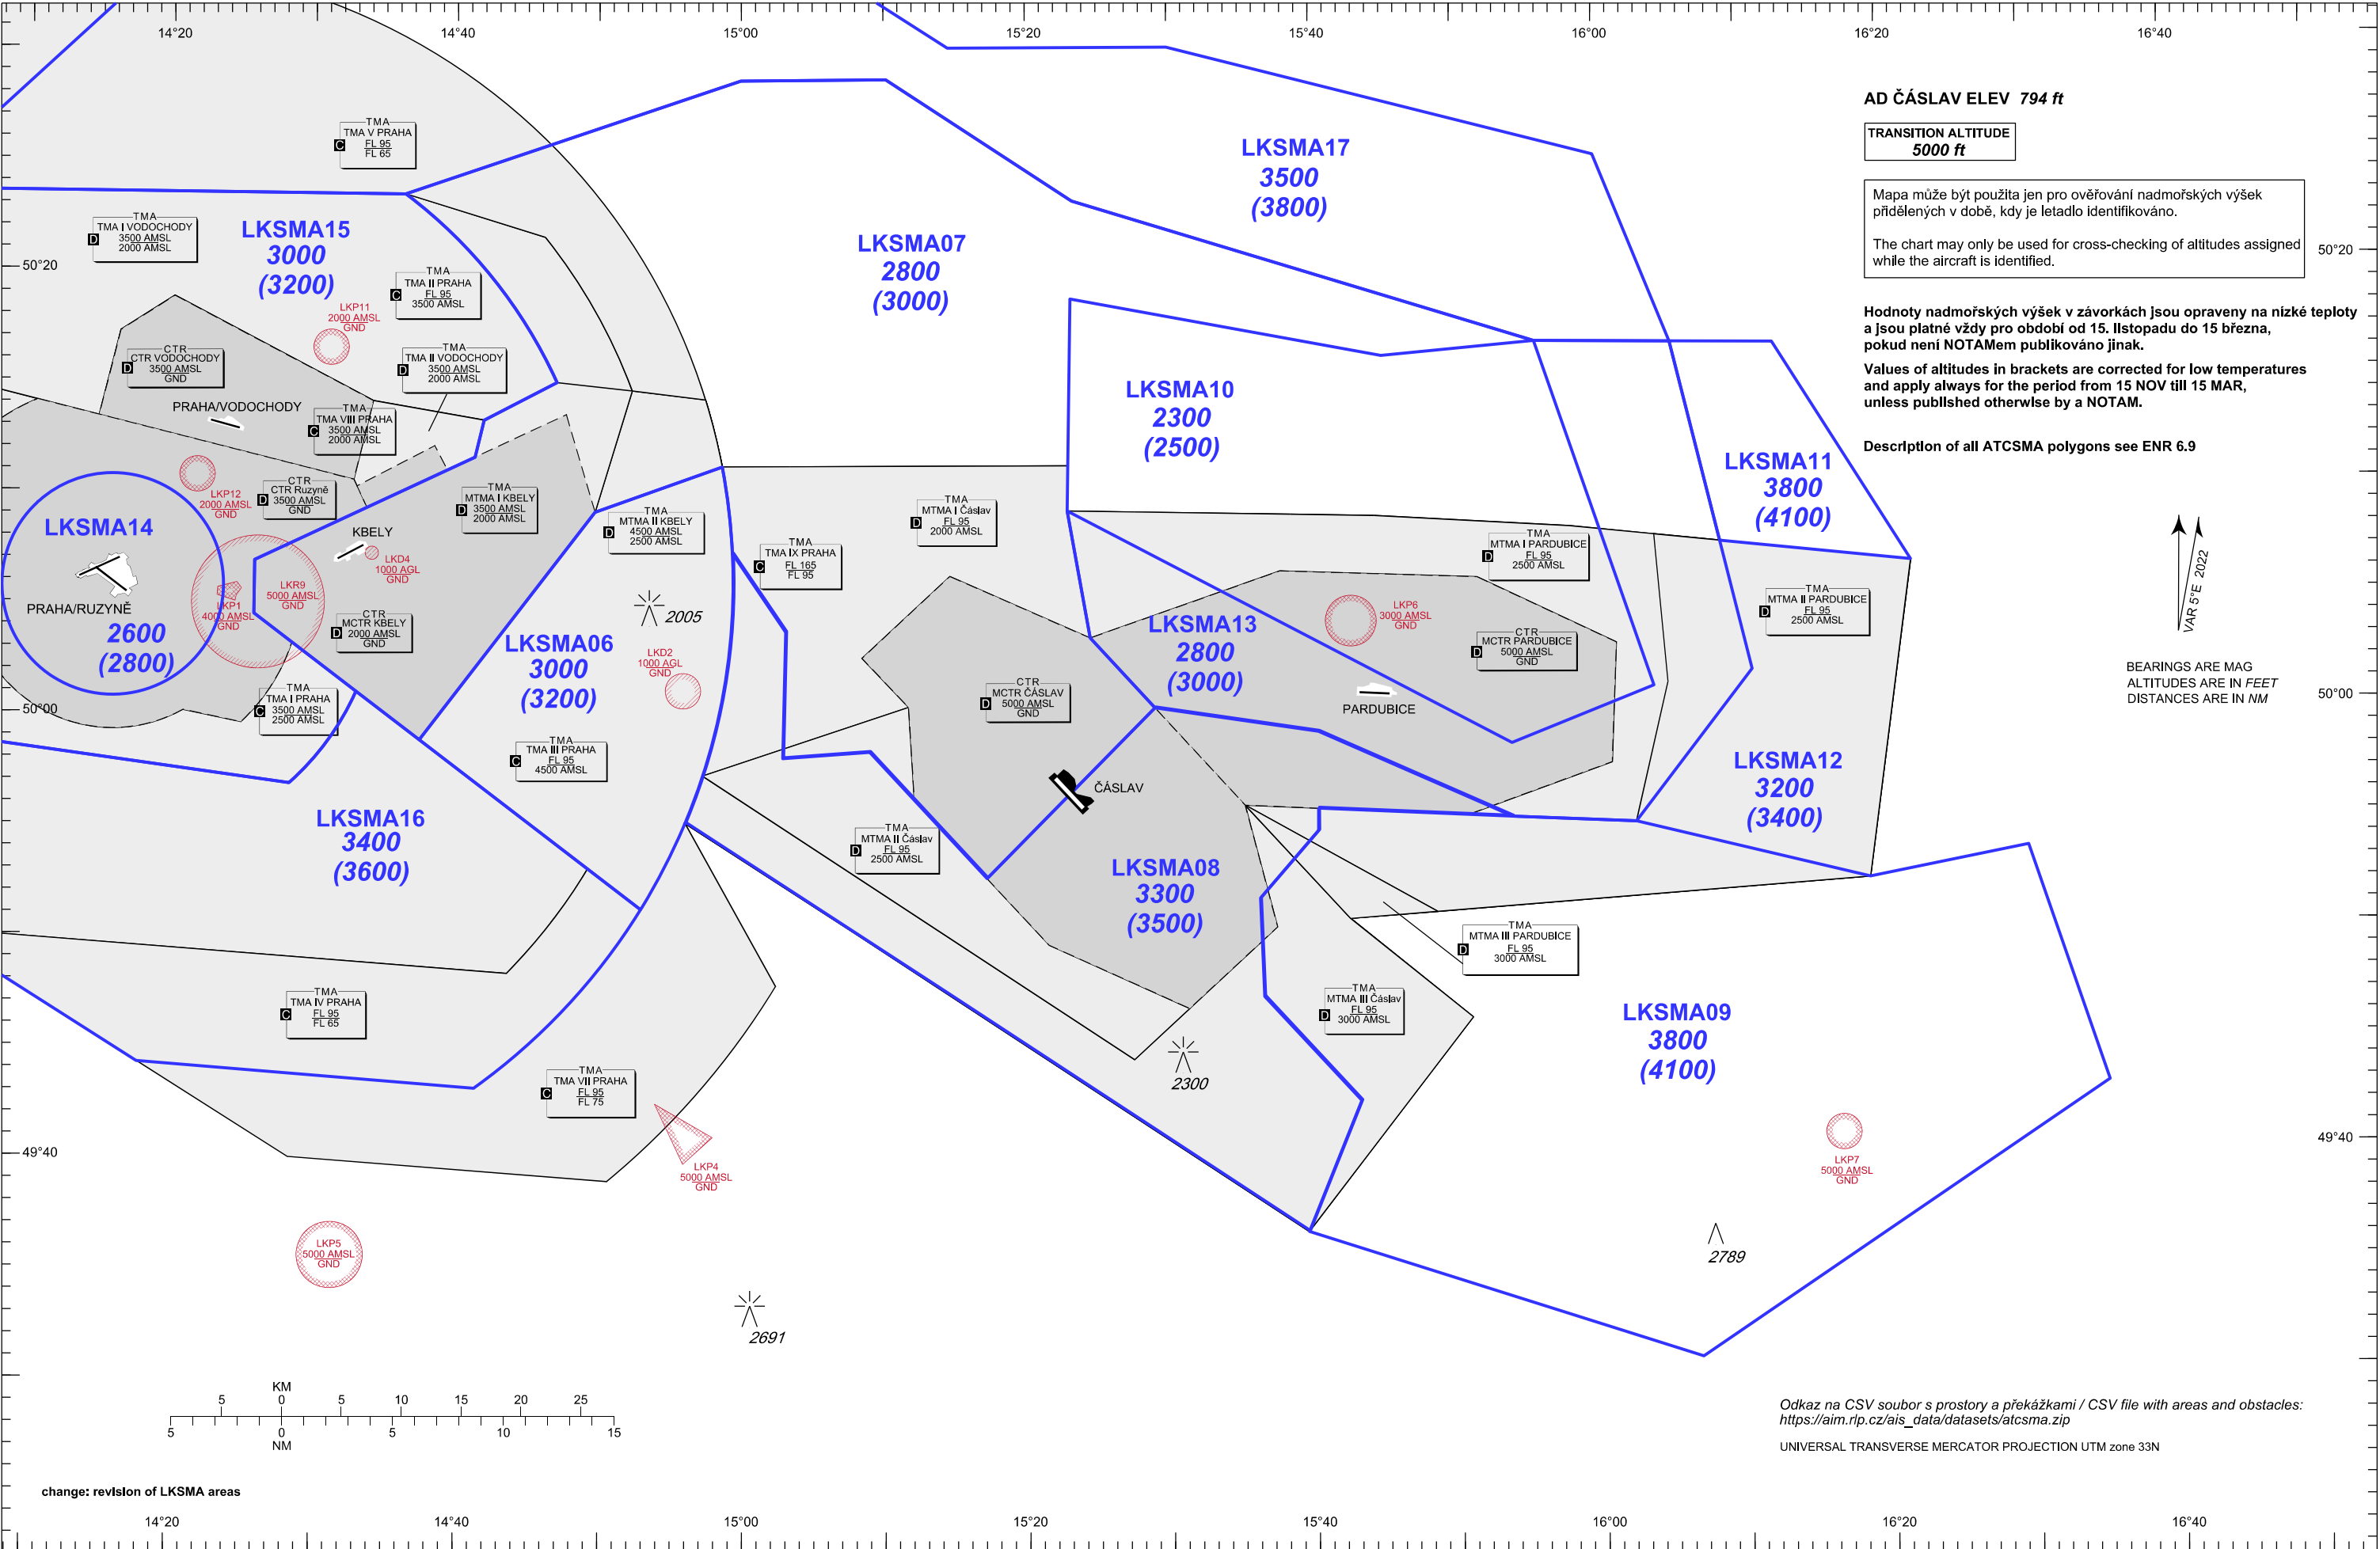 14°20
14°40
15°00
15°20
15°40
16°00
16°20
16°40
AD ČÁSLAV ELEV 794 ft
TRANSITION ALTITUDE
5000 ft
Mapa může být použita jen pro ověřování nadmořských výšek
přidělených v době, kdy je letadlo identifikováno.
The chart may only be used for cross-checking of altitudes assigned
while the aircraft is identified.
Hodnoty nadmořských výšek v závorkách jsou opraveny na nízké teploty
a jsou platné vždy pro období od 15. listopadu do 15 března,
pokud není NOTAMem publikováno jinak.
Values of altitudes in brackets are corrected for low temperatures
and apply always for the period from 15 NOV till 15 MAR,
unless published otherwise by a NOTAM.
Description of all ATCSMA polygons see ENR 6.9
VAR 5°E 2022
BEARINGS ARE MAG
ALTITUDES ARE IN FEET
DISTANCES ARE IN NM
50°20
50°00
49°40
50°20
50°00
49°40
TMA
TMA V PRAHA
C
FL 95
FL 65
TMA
TMA I VODOCHODY
D
3500 AMSL
2000 AMSL
LKSMA15
3000
(3200)
TMA
TMA II PRAHA
C
FL 95
3500 AMSL
LKP11
2000 AMSL
GND
CTR
CTR VODOCHODY
D
3500 AMSL
GND
TMA
TMA II VODOCHODY
D
3500 AMSL
2000 AMSL
PRAHA/VODOCHODY
TMA
TMA VIII PRAHA
C
3500 AMSL
2000 AMSL
LKP12
2000 AMSL
GND
CTR
CTR Ruzyně
D
3500 AMSL
GND
TMA
MTMA I KBELY
D
3500 AMSL
2000 AMSL
LKSMA14
PRAHA/RUZYNĚ
2600
(2800)
KBELY
LKD4
1000 AGL
GND
LKR9
5000 AMSL
GND
LKP1
4000 AMSL
GND
CTR
MCTR KBELY
D
2000 AMSL
GND
TMA
MTMA II KBELY
D
4500 AMSL
2500 AMSL
2005
LKSMA06
3000
(3200)
LKD2
1000 AGL
GND
TMA
TMA I PRAHA
C
3500 AMSL
2500 AMSL
TMA
TMA III PRAHA
C
FL 95
4500 AMSL
LKSMA16
3400
(3600)
TMA
TMA IV PRAHA
C
FL 95
FL 65
TMA
TMA VII PRAHA
C
FL 95
FL 75
LKP4
5000 AMSL
GND
LKP5
5000 AMSL
GND
2691
LKSMA07
2800
(3000)
LKSMA17
3500
(3800)
LKSMA10
2300
(2500)
LKSMA11
3800
(4100)
TMA
MTMA I Čáslav
D
FL 95
2000 AMSL
TMA
TMA IX PRAHA
C
FL 165
FL 95
TMA
MTMA I PARDUBICE
D
FL 95
2500 AMSL
TMA
MTMA II PARDUBICE
D
FL 95
2500 AMSL
LKSMA13
2800
(3000)
LKP6
3000 AMSL
GND
CTR
MCTR PARDUBICE
D
5000 AMSL
GND
PARDUBICE
CTR
MCTR ČÁSLAV
D
5000 AMSL
GND
ČÁSLAV
LKSMA12
3200
(3400)
TMA
MTMA II Čáslav
D
FL 95
2500 AMSL
LKSMA08
3300
(3500)
TMA
MTMA III PARDUBICE
D
FL 95
3000 AMSL
TMA
MTMA III Čáslav
D
FL 95
3000 AMSL
LKSMA09
3800
(4100)
2300
LKP7
5000 AMSL
GND
2789
KM
5 0 5 10 15 20 25
5 0 5 10 15
NM
Odkaz na CSV soubor s prostory a překážkami / CSV file with areas and obstacles:
https://aim.rlp.cz/ais_data/datasets/atcsma.zip
UNIVERSAL TRANSVERSE MERCATOR PROJECTION UTM zone 33N
change: revision of LKSMA areas
14°20
14°40
15°00
15°20
15°40
16°00
16°20
16°40